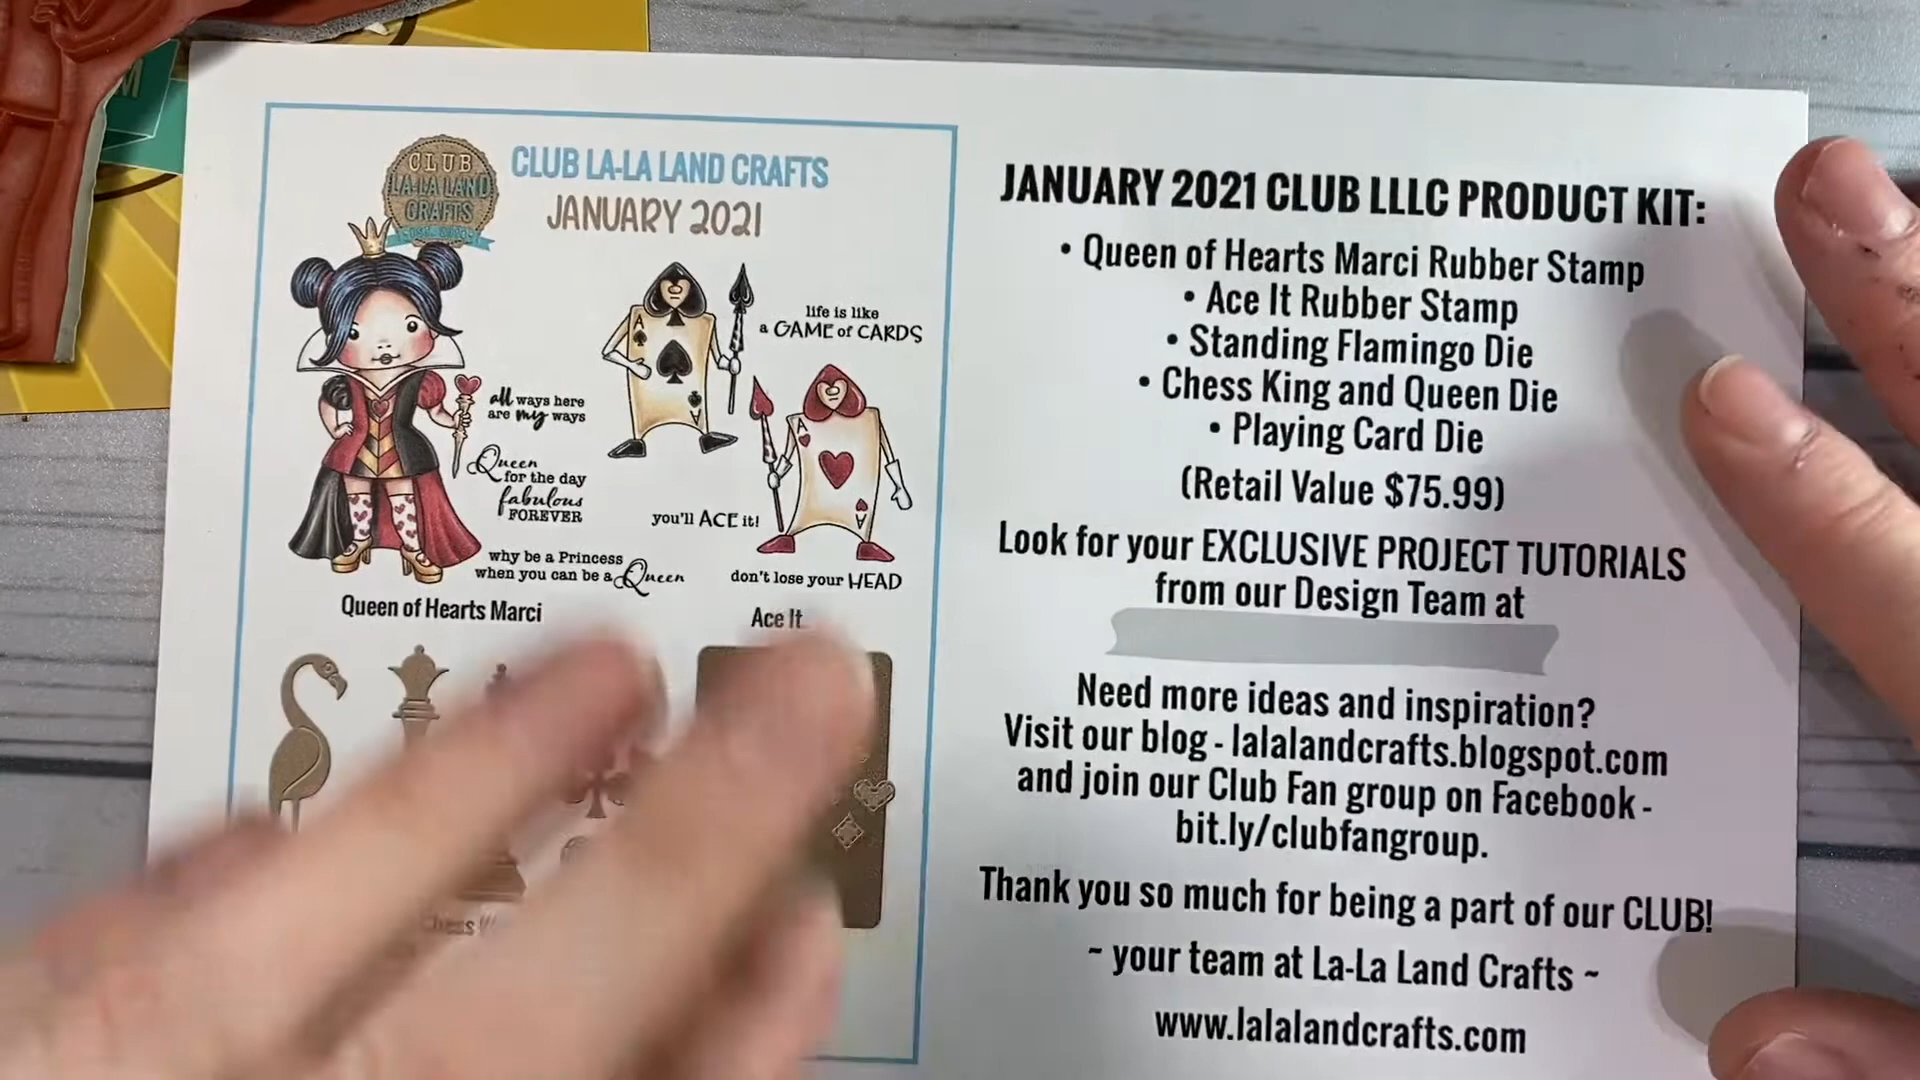 CLUB
LA-LA LAND
CRAFTS
CLUB LA-LA LAND CRAFTS
JANUARY 2021
life is like
a GAME of CARDS
all ways here
are my ways
Queen
for the day
fabulous
FOREVER
you'll ACE it!
why be a Princess
when you can be a Queen
don't lose your HEAD
Queen of Hearts Marci
Ace It
Chess
A
A
A
A
JANUARY 2021 CLUB LLLC PRODUCT KIT:
• Queen of Hearts Marci Rubber Stamp
• Ace It Rubber Stamp
• Standing Flamingo Die
• Chess King and Queen Die
• Playing Card Die
(Retail Value $75.99)
Look for your EXCLUSIVE PROJECT TUTORIALS
from our Design Team at
Need more ideas and inspiration?
Visit our blog - lalalandcrafts.blogspot.com
and join our Club Fan group on Facebook -
bit.ly/clubfangroup.
Thank you so much for being a part of our CLUB!
~ your team at La-La Land Crafts ~
www.lalalandcrafts.com